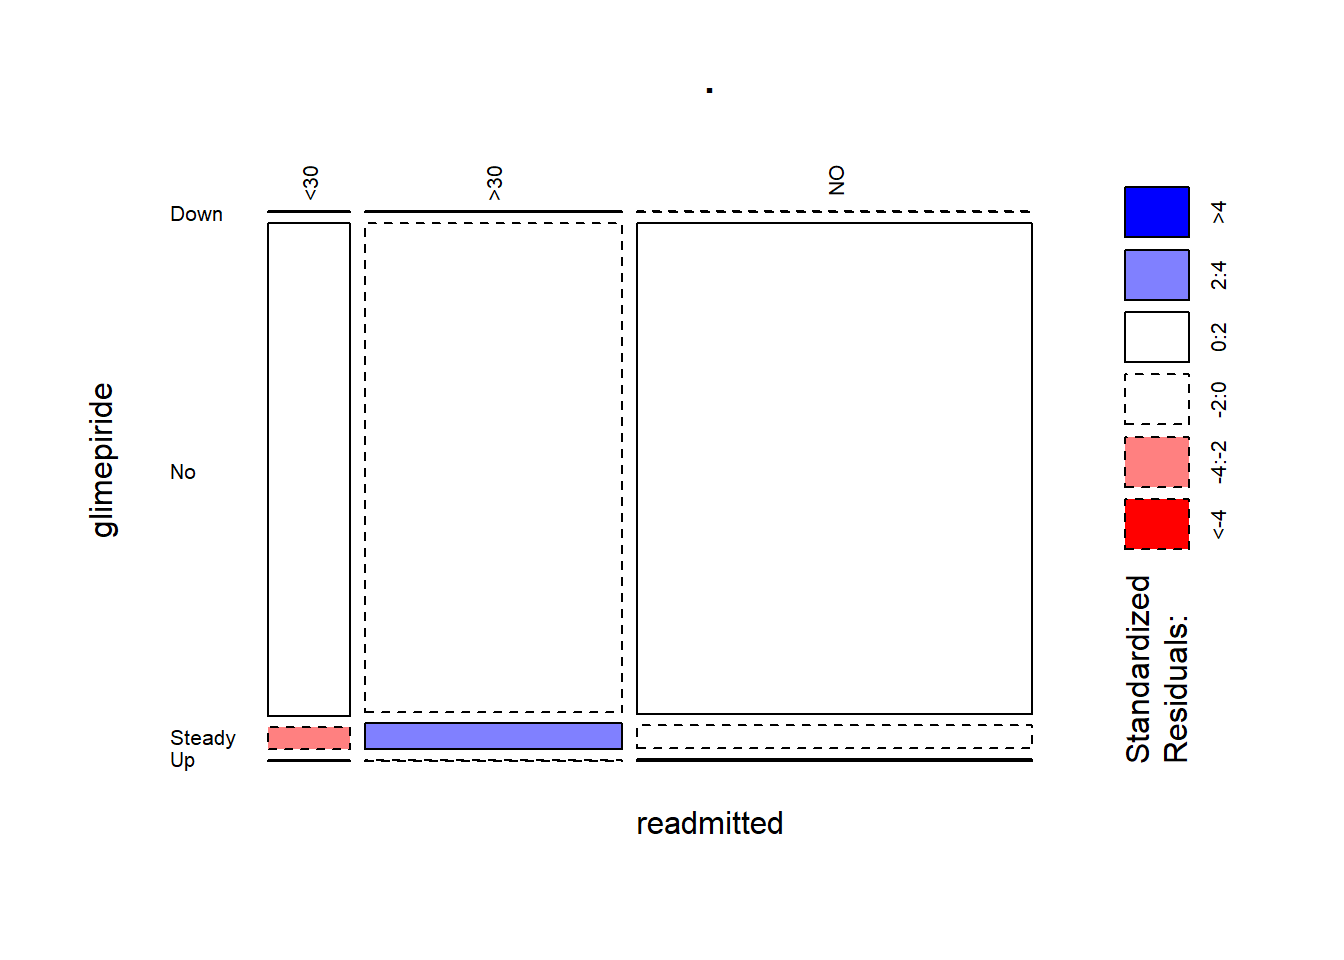 .
<30
>30
NO
Down
No
Steady
Up
glimepiride
readmitted
>4
2:4
0:2
-2:0
-4:-2
<-4
Standardized
Residuals: